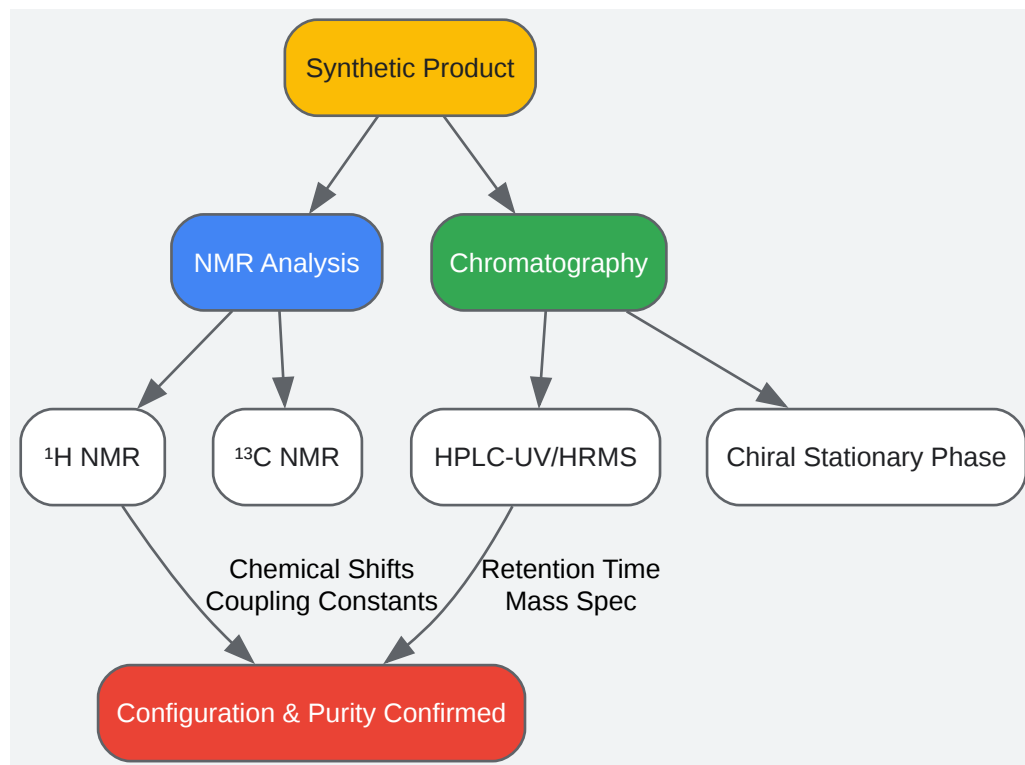 Synthetic Product
NMR Analysis
Chromatography
¹H NMR
¹³C NMR
HPLC-UV/HRMS
Chiral Stationary Phase
Chemical Shifts
Coupling Constants
Retention Time
Mass Spec
Configuration & Purity Confirmed